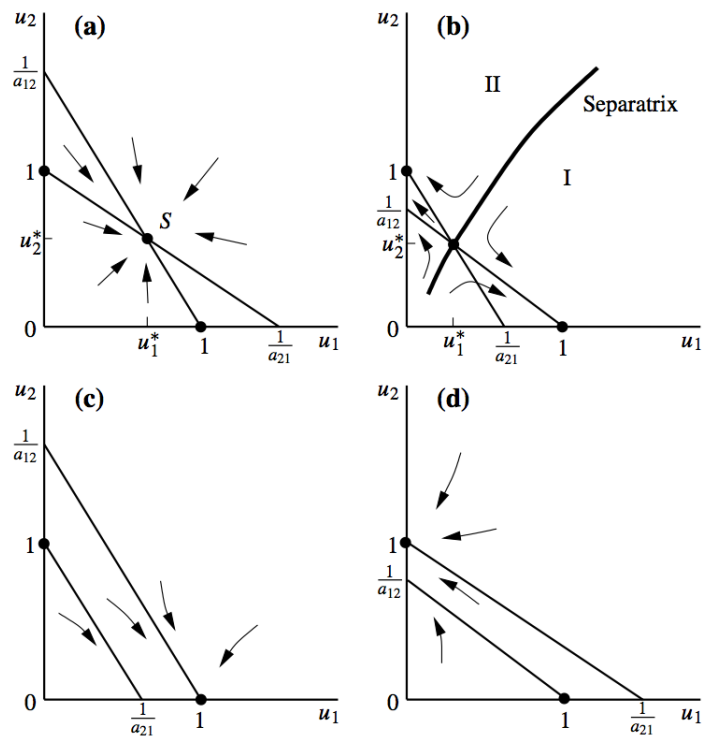 u₂ (a)
1/a₁₂
1
S
u₂*
0 u₁* 1 1/a₂₁ u₁
u₂ (b)
II
Separatrix
I
1
1/a₁₂
u₂*
0 u₁* 1/a₂₁ 1 u₁
u₂ (c)
1/a₁₂
1
0 1/a₂₁ 1 u₁
u₂ (d)
1
1/a₁₂
0 1 1/a₂₁ u₁